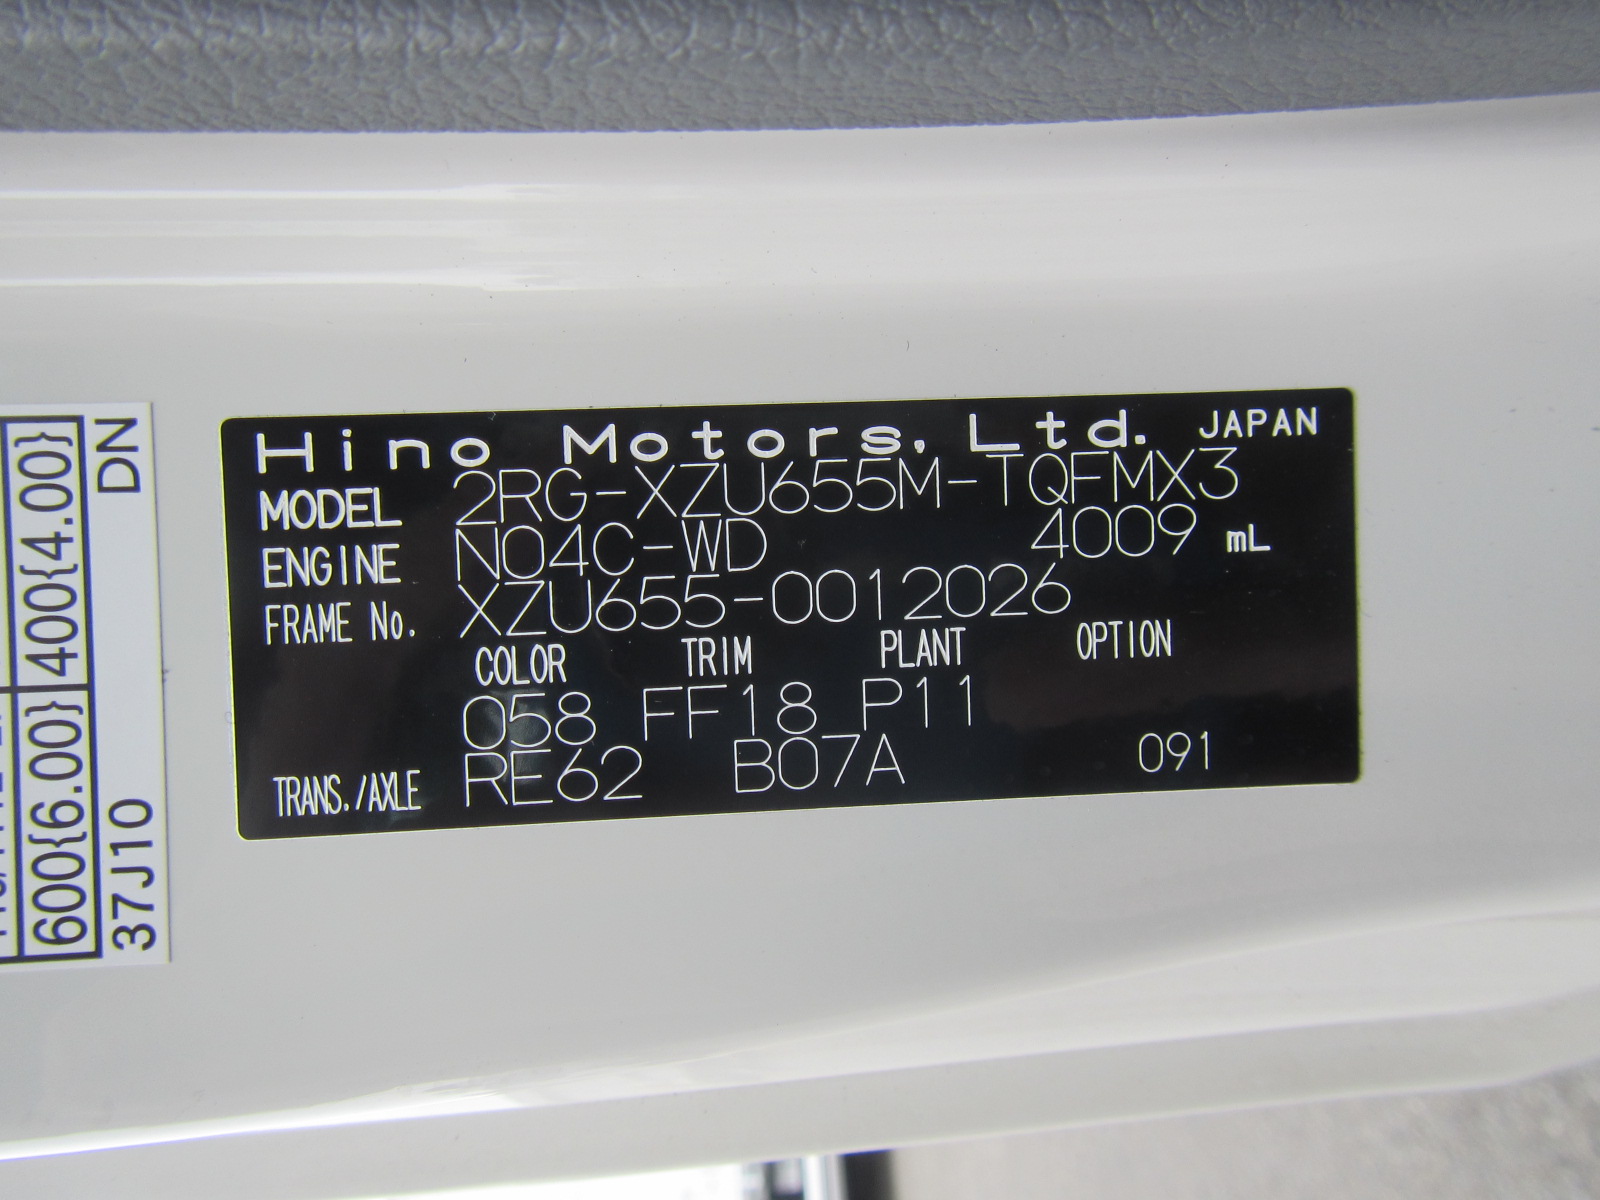 Hino Motors, Ltd. JAPAN
MODEL 2RG-XZU655M-TQFMX3
ENGINE N04C-WD 4009 mL
FRAME No. XZU655-0012026
COLOR TRIM PLANT OPTION
058 FF18 P11
TRANS./AXLE RE62 B07A 091
600{6.00} 400{4.00}
37J10 DN